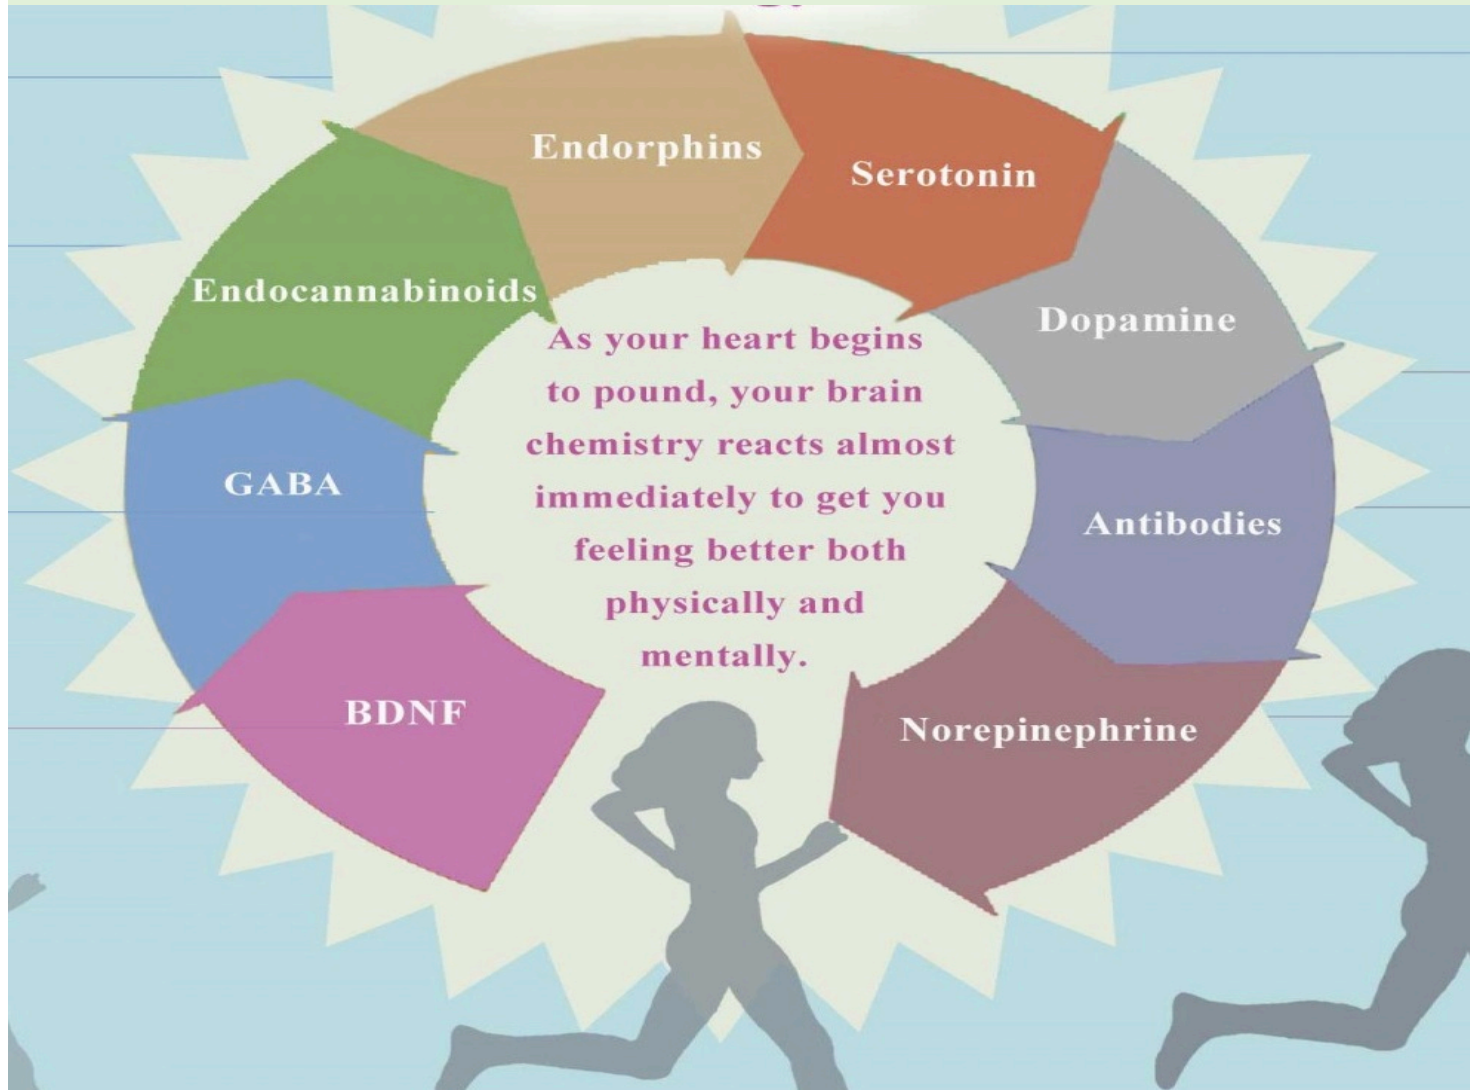 Endorphins
Serotonin
Dopamine
Antibodies
Norepinephrine
BDNF
GABA
Endocannabinoids
As your heart begins
to pound, your brain
chemistry reacts almost
immediately to get you
feeling better both
physically and
mentally.